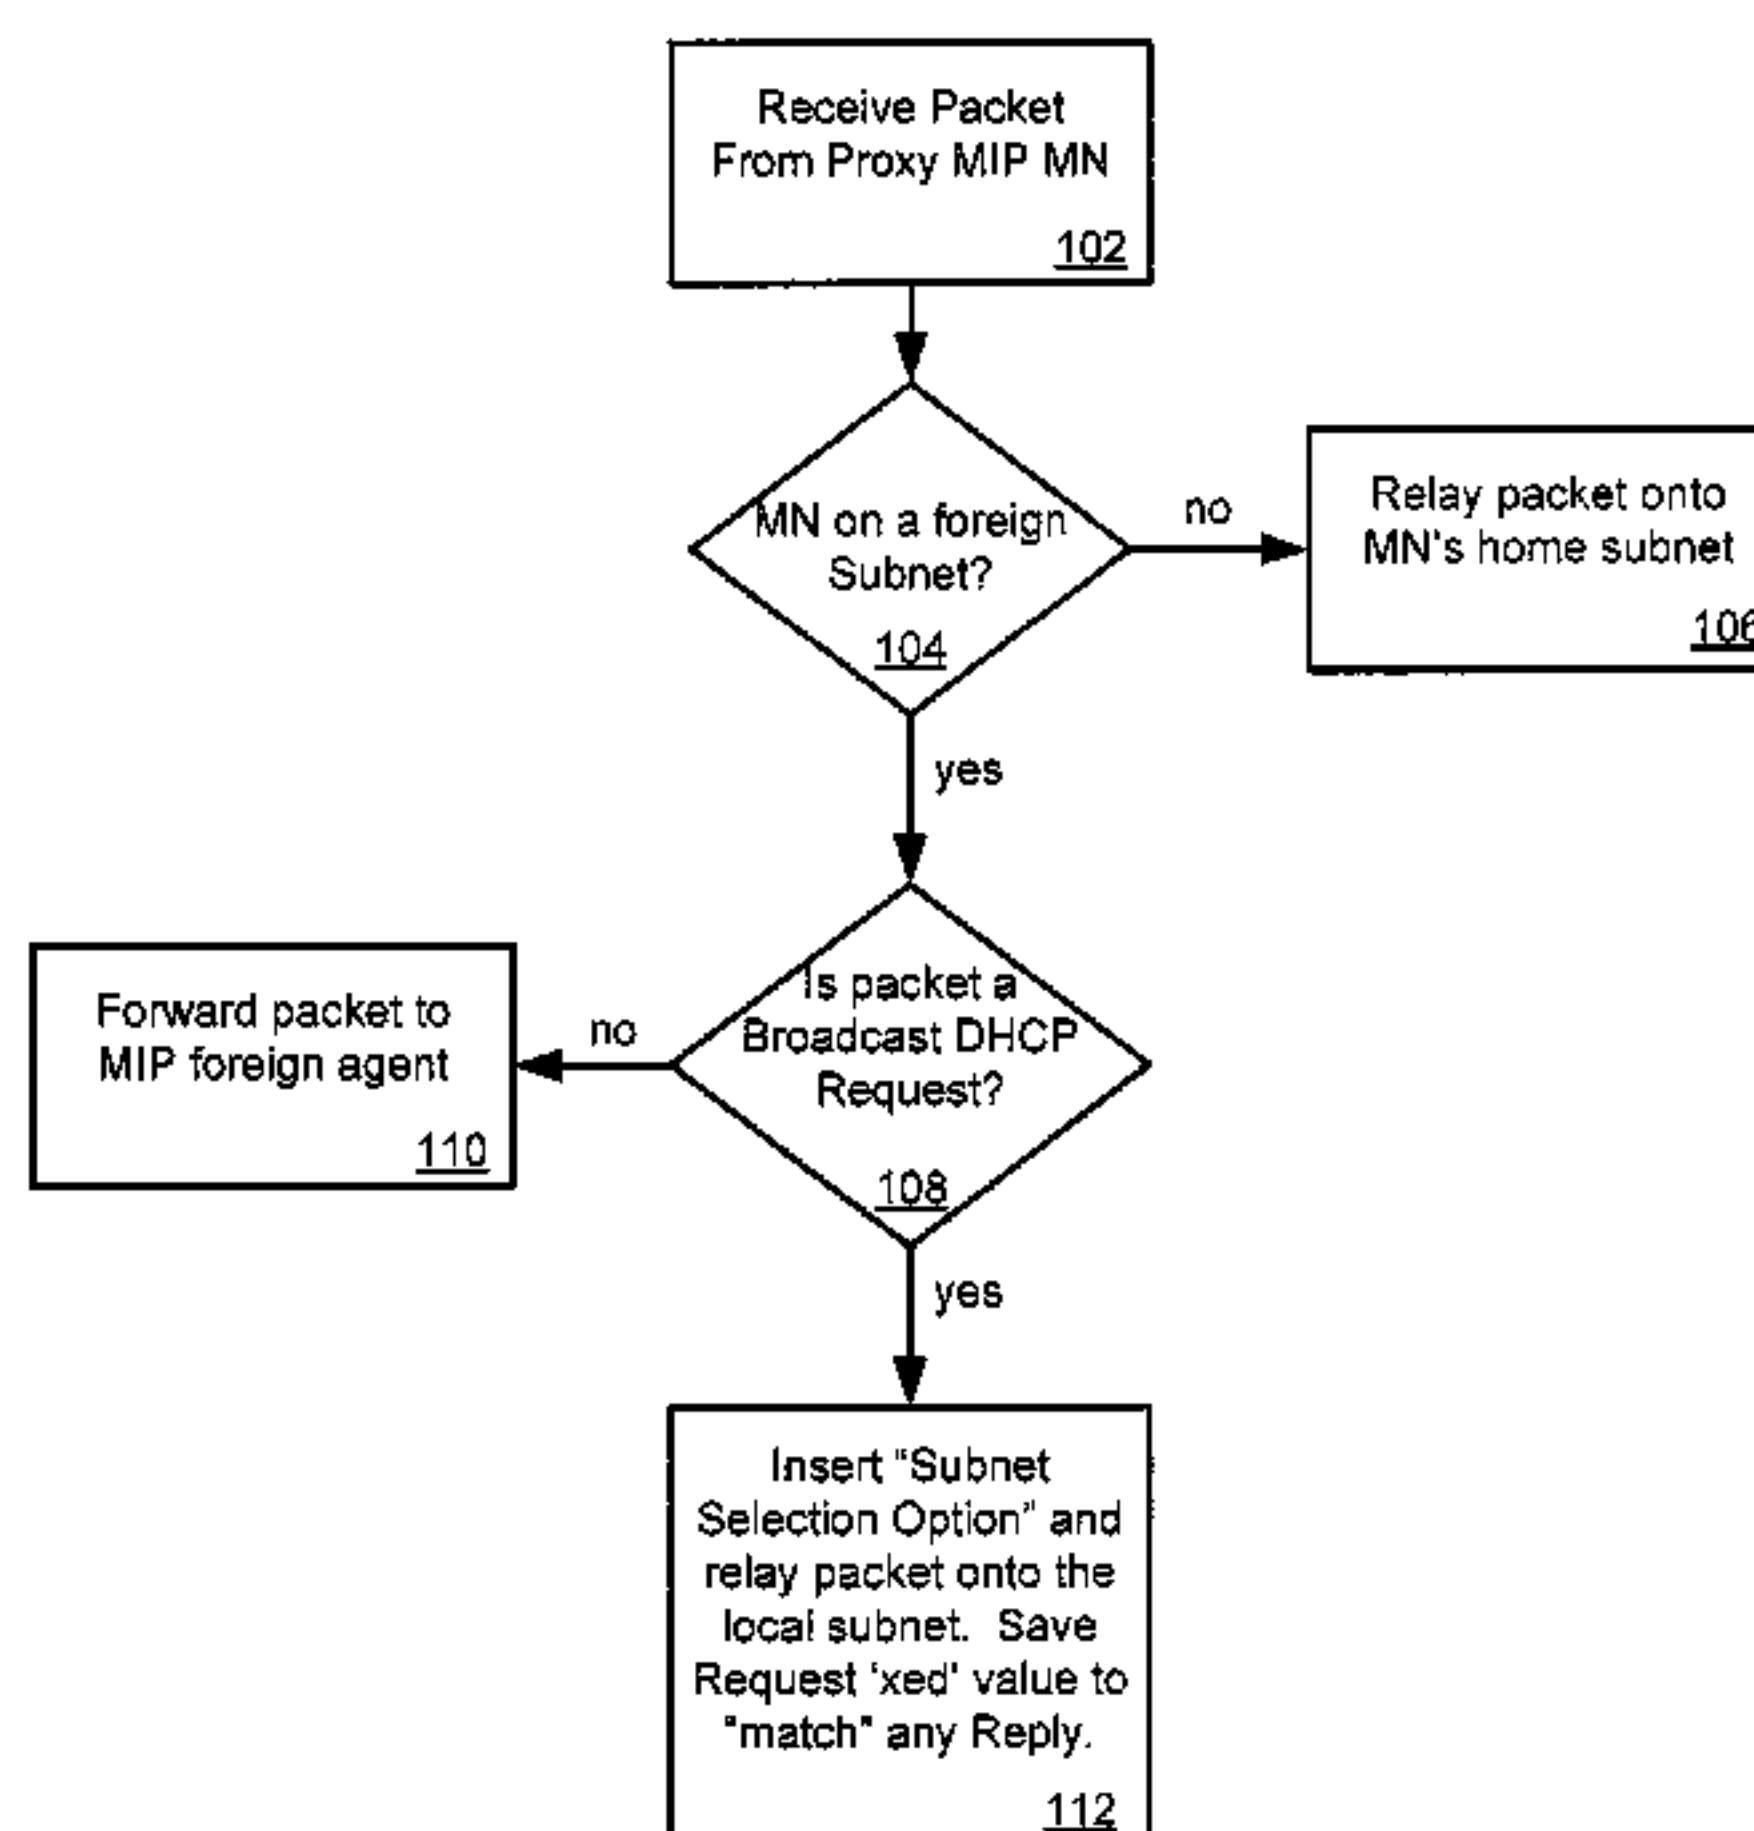 Receive Packet
From Proxy MIP MN
102
MN on a foreign
Subnet?
104
no
Relay packet onto
MN's home subnet
106
yes
Is packet a
Broadcast DHCP
Request?
108
no
Forward packet to
MIP foreign agent
110
yes
Insert "Subnet
Selection Option" and
relay packet onto the
local subnet. Save
Request 'xed' value to
"match" any Reply.
112